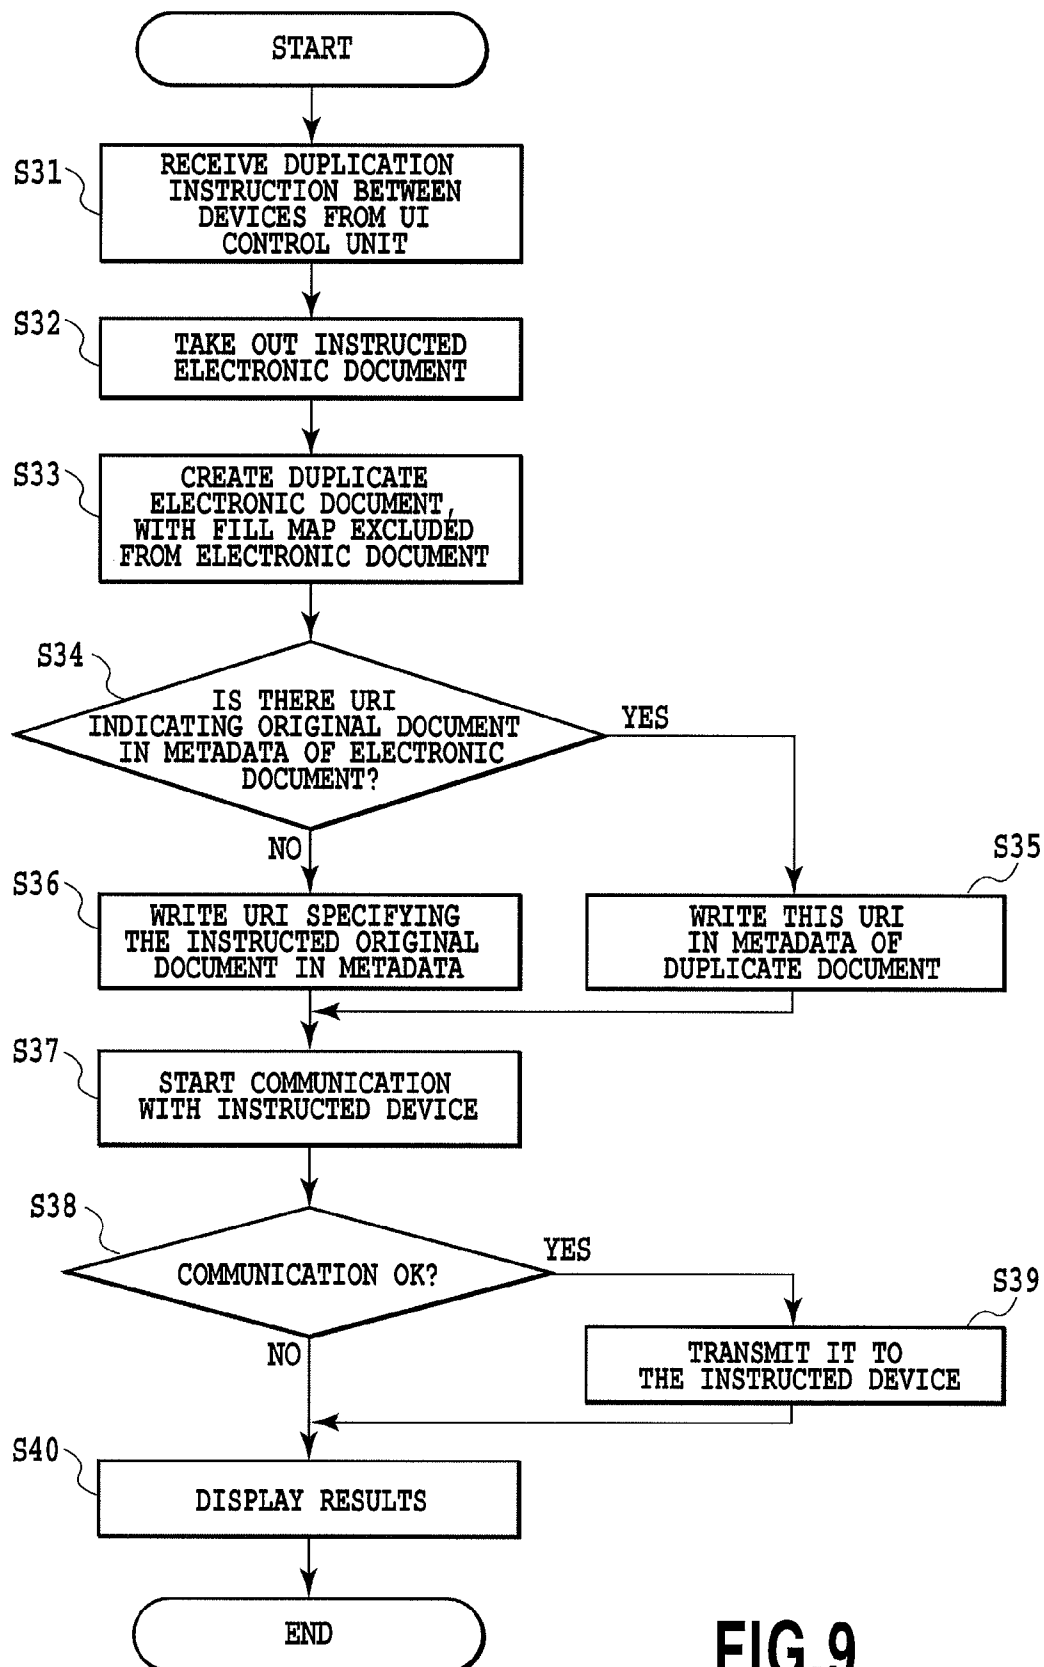 START
S31
RECEIVE DUPLICATION
INSTRUCTION BETWEEN
DEVICES FROM UI
CONTROL UNIT
S32
TAKE OUT INSTRUCTED
ELECTRONIC DOCUMENT
S33
CREATE DUPLICATE
ELECTRONIC DOCUMENT,
WITH FILL MAP EXCLUDED
FROM ELECTRONIC DOCUMENT
S34
IS THERE URI
INDICATING ORIGINAL DOCUMENT
IN METADATA OF ELECTRONIC
DOCUMENT?
YES
NO
S35
WRITE THIS URI
IN METADATA OF
DUPLICATE DOCUMENT
S36
WRITE URI SPECIFYING
THE INSTRUCTED ORIGINAL
DOCUMENT IN METADATA
S37
START COMMUNICATION
WITH INSTRUCTED DEVICE
S38
COMMUNICATION OK?
YES
NO
S39
TRANSMIT IT TO
THE INSTRUCTED DEVICE
S40
DISPLAY RESULTS
END
FIG.9